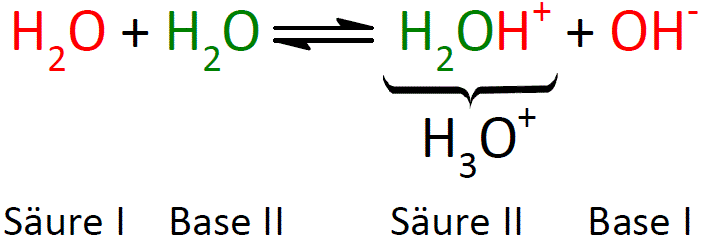 H₂O + H₂O ⇌ H₂OH⁺ + OH⁻
H₃O⁺
Säure I Base II Säure II Base I